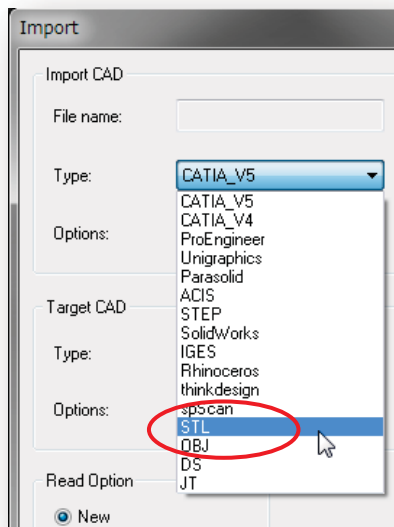 Import
Import CAD
File name:
Type:
CATIA_V5
CATIA_V5
CATIA_V4
ProEngineer
Unigraphics
Parasolid
ACIS
STEP
SolidWorks
IGES
Rhinoceros
thinkdesign
spScan
STL
OBJ
DS
JT
Options:
Target CAD
Type:
Options:
Read Option
New